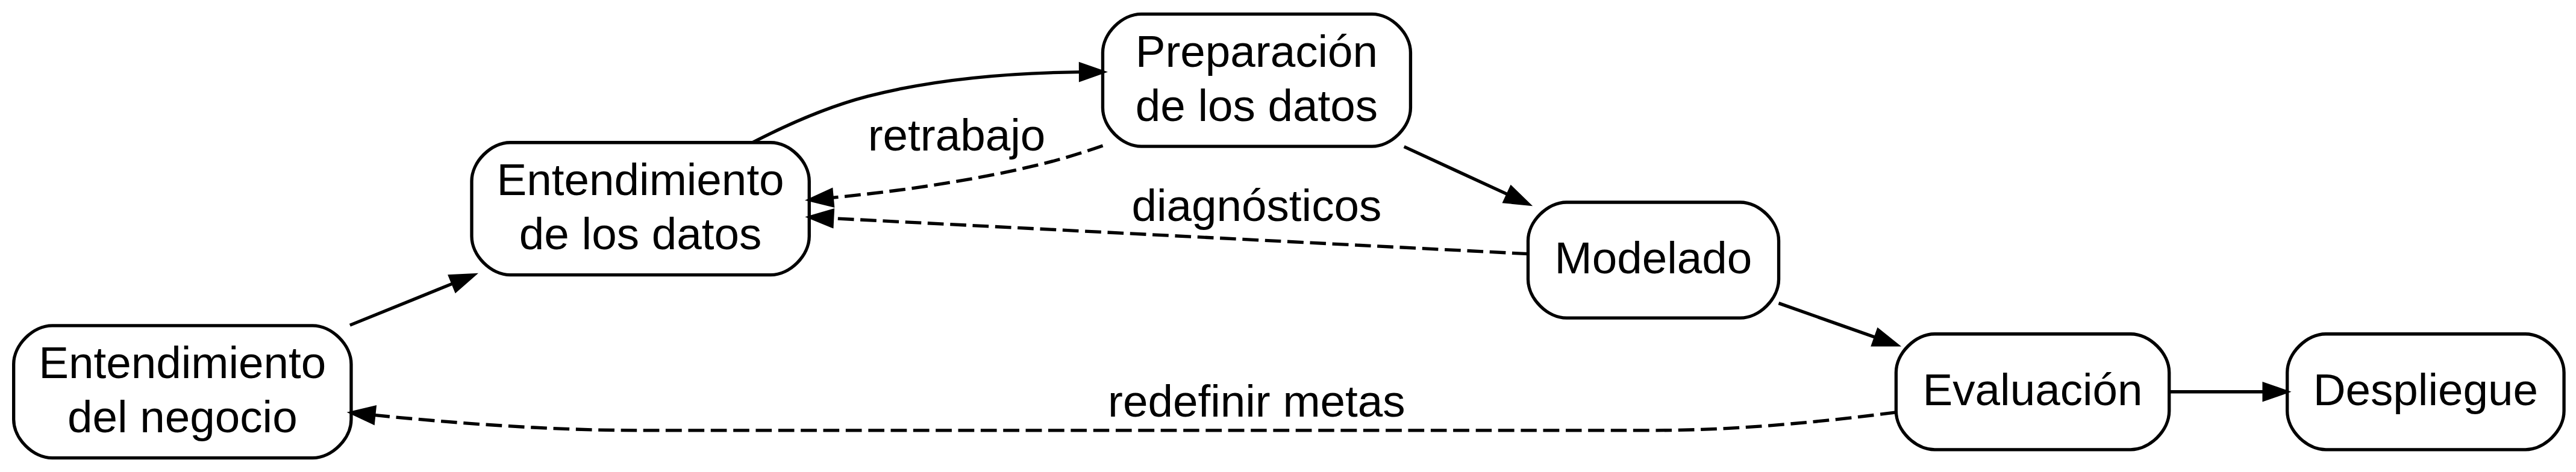 Preparación
de los datos
retrabajo
Entendimiento
de los datos
diagnósticos
Modelado
Entendimiento
del negocio
redefinir metas
Evaluación
Despliegue